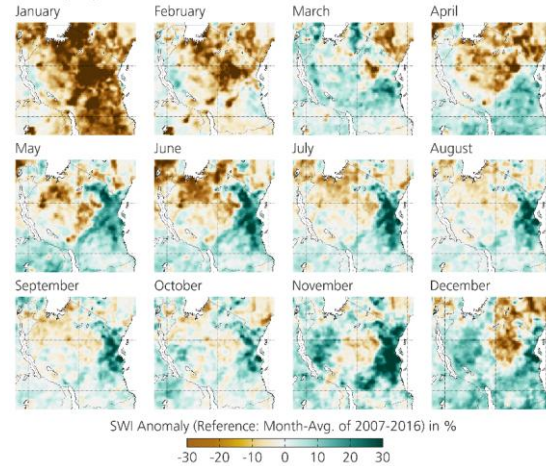 January February March April
May June July August
September October November December
SWI Anomaly (Reference: Month-Avg. of 2007-2016) in %
-30 -20 -10 0 10 20 30